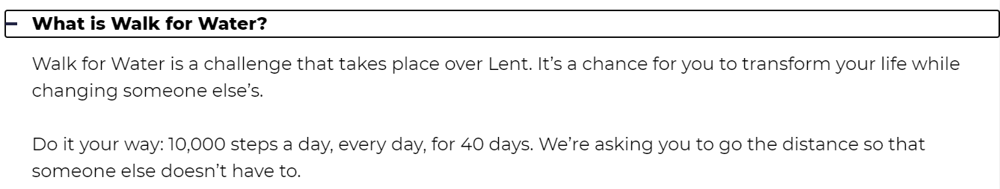 What is Walk for Water?
Walk for Water is a challenge that takes place over Lent. It’s a chance for you to transform your life while
changing someone else’s.
Do it your way: 10,000 steps a day, every day, for 40 days. We’re asking you to go the distance so that
someone else doesn’t have to.